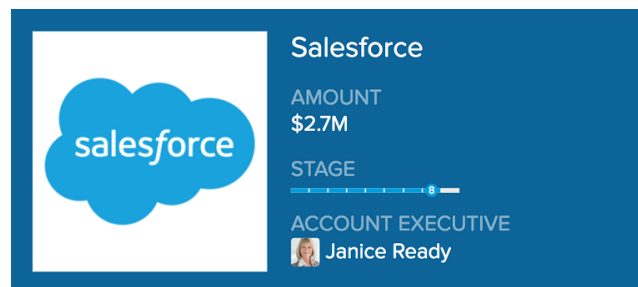 salesforce
Salesforce
AMOUNT
$2.7M
STAGE
8
ACCOUNT EXECUTIVE
Janice Ready